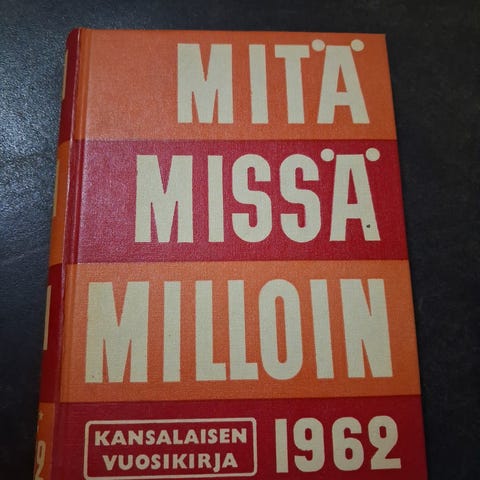 MITÄ
MISSÄ
MILLOIN
KANSALAISEN
VUOSIKIRJA
1962